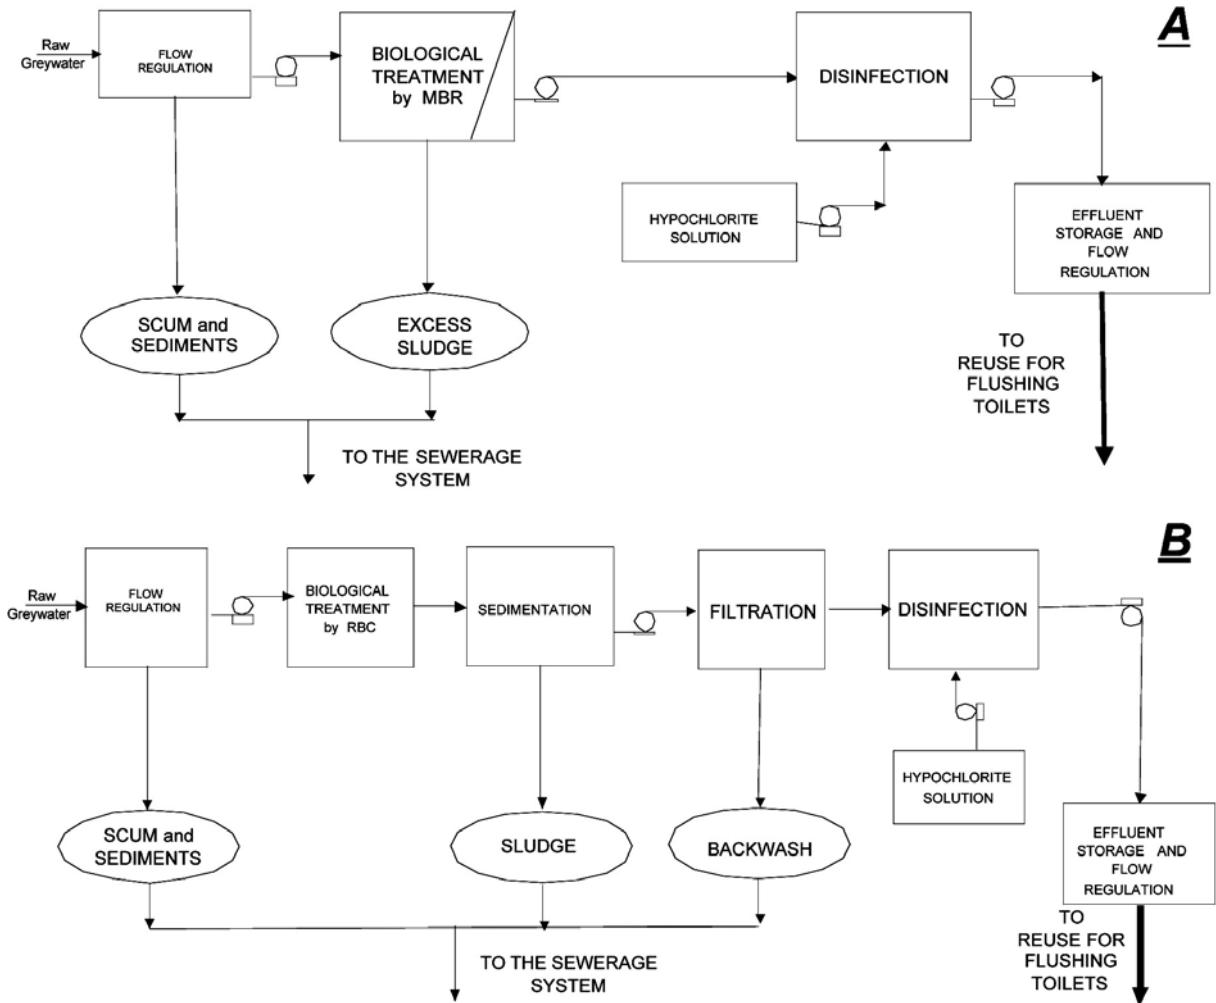 A
Raw
Greywater
FLOW
REGULATION
BIOLOGICAL
TREATMENT
by MBR
DISINFECTION
HYPOCHLORITE
SOLUTION
EFFLUENT
STORAGE AND
FLOW
REGULATION
SCUM and
SEDIMENTS
EXCESS
SLUDGE
TO
REUSE FOR
FLUSHING
TOILETS
TO THE SEWERAGE
SYSTEM
B
Raw
Greywater
FLOW
REGULATION
BIOLOGICAL
TREATMENT
by RBC
SEDIMENTATION
FILTRATION
DISINFECTION
HYPOCHLORITE
SOLUTION
SCUM and
SEDIMENTS
SLUDGE
BACKWASH
EFFLUENT
STORAGE AND
FLOW
REGULATION
TO
REUSE FOR
FLUSHING
TOILETS
TO THE SEWERAGE
SYSTEM